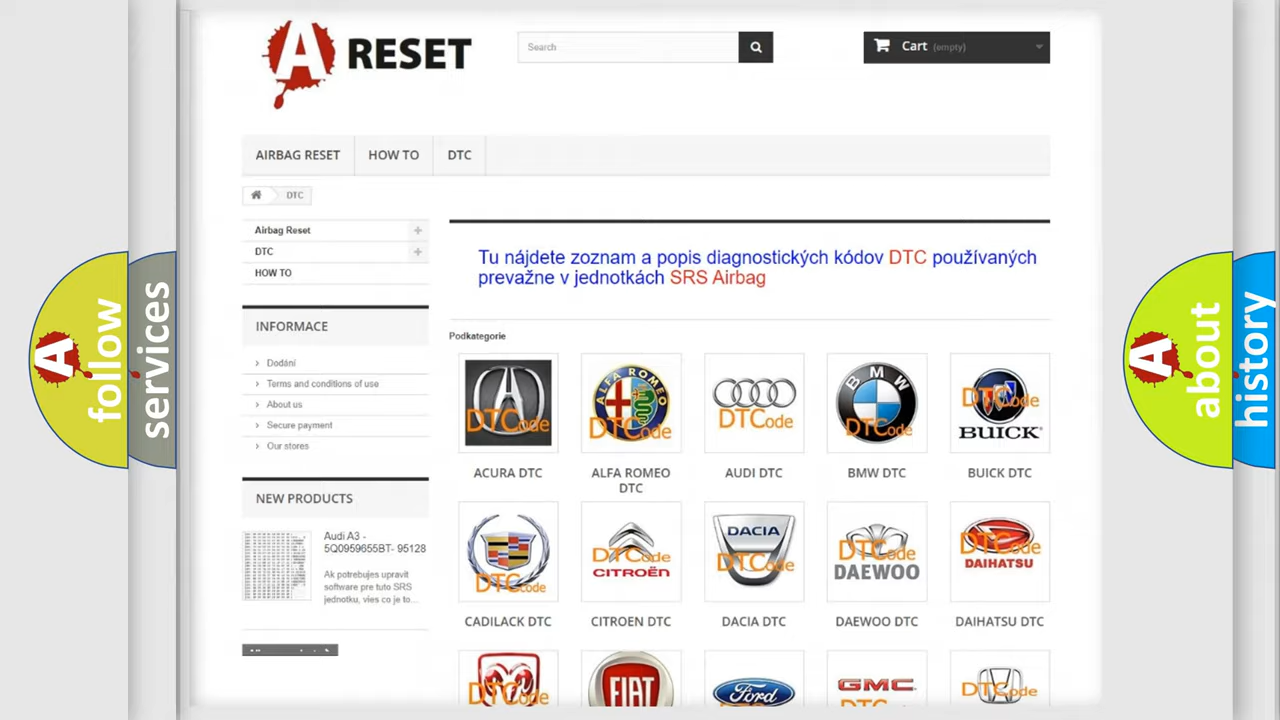 A RESET
Search
Cart (empty)
AIRBAG RESET
HOW TO
DTC
DTC
Airbag Reset
DTC
HOW TO
INFORMACE
Dodání
Terms and conditions of use
About us
Secure payment
Our stores
NEW PRODUCTS
Audi A3 -
5Q0959655BT- 95128
Ak potrebujes upravit
software pre tuto SRS
jednotku, vies co je to...
Tu nájdete zoznam a popis diagnostických kódov DTC používaných
prevažne v jednotkách SRS Airbag
Podkategorie
DTCode
ALFA ROMEO
DTCode
DTCode
BMW
DTCode
DTCode
BUICK
ACURA DTC
ALFA ROMEO
DTC
AUDI DTC
BMW DTC
BUICK DTC
DTCode
DTCode
CITROËN
DACIA
DTCode
DTCode
DAEWOO
DTCode
DAIHATSU
CADILACK DTC
CITROEN DTC
DACIA DTC
DAEWOO DTC
DAIHATSU DTC
DTCode
FIAT
Ford
GMC
DTCode
A follow
services
A about
history